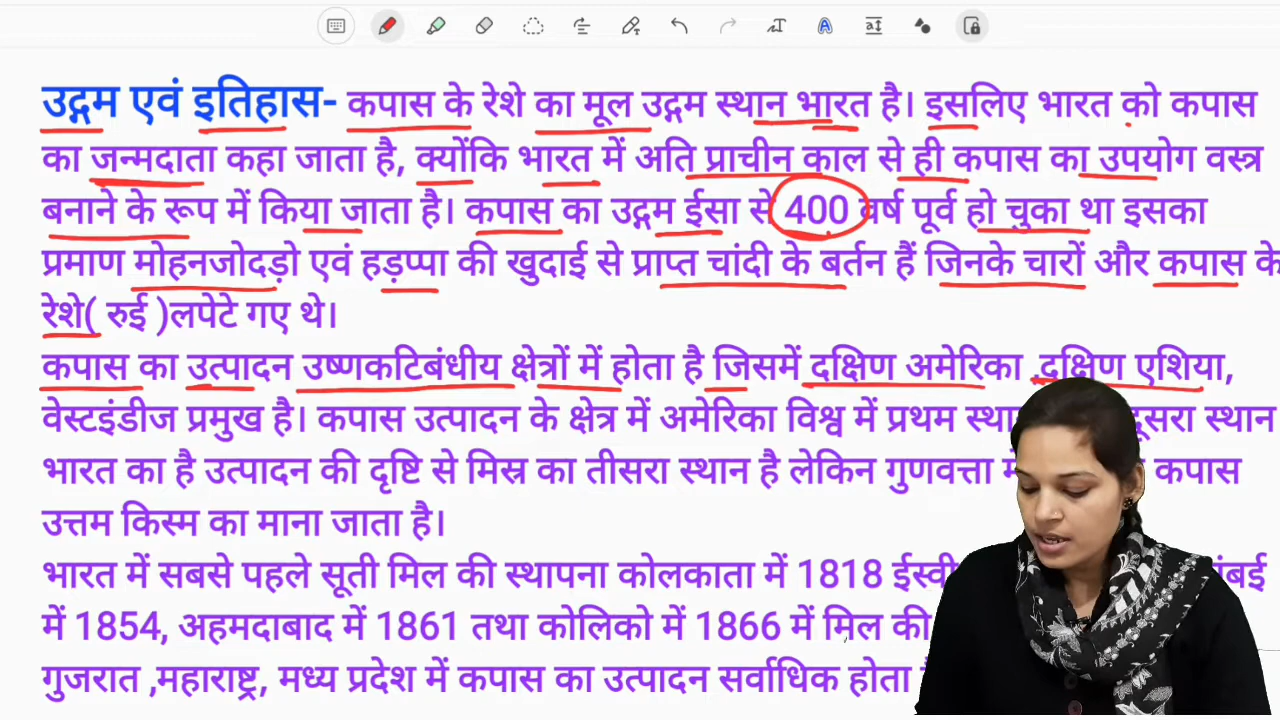 उद्गम एवं इतिहास- कपास के रेशे का मूल उद्गम स्थान भारत है। इसलिए भारत को कपास
का जन्मदाता कहा जाता है, क्योंकि भारत में अति प्राचीन काल से ही कपास का उपयोग वस्त्र
बनाने के रूप में किया जाता है। कपास का उद्गम ईसा से 400 वर्ष पूर्व हो चुका था इसका
प्रमाण मोहनजोदड़ो एवं हड़प्पा की खुदाई से प्राप्त चांदी के बर्तन हैं जिनके चारों और कपास के
रेशे( रुई )लपेटे गए थे।
कपास का उत्पादन उष्णकटिबंधीय क्षेत्रों में होता है जिसमें दक्षिण अमेरिका ,दक्षिण एशिया,
वेस्टइंडीज प्रमुख है। कपास उत्पादन के क्षेत्र में अमेरिका विश्व में प्रथम दूसरा स्थान
भारत का है उत्पादन की दृष्टि से मिस्र का तीसरा स्थान है लेकिन गुणवत्ता कपास
उत्तम किस्म का माना जाता है।
भारत में सबसे पहले सूती मिल की स्थापना कोलकाता में 1818
में 1854, अहमदाबाद में 1861 तथा कोलिको में 1866 में मिल की
गुजरात ,महाराष्ट्र, मध्य प्रदेश में कपास का उत्पादन सर्वाधिक होता